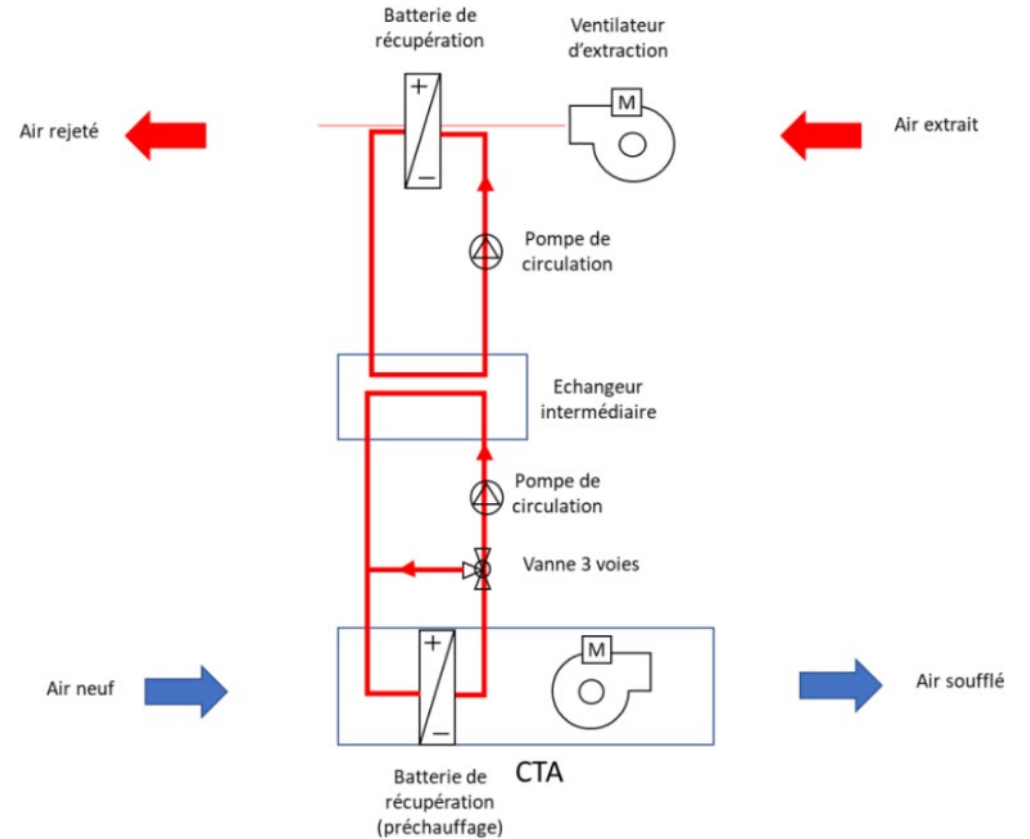 Batterie de
récupération
Ventilateur
d'extraction
+
M
Air rejeté
Air extrait
–
Pompe de
circulation
Echangeur
intermédiaire
Pompe de
circulation
Vanne 3 voies
+
M
Air neuf
Air soufflé
–
CTA
Batterie de
récupération
(préchauffage)